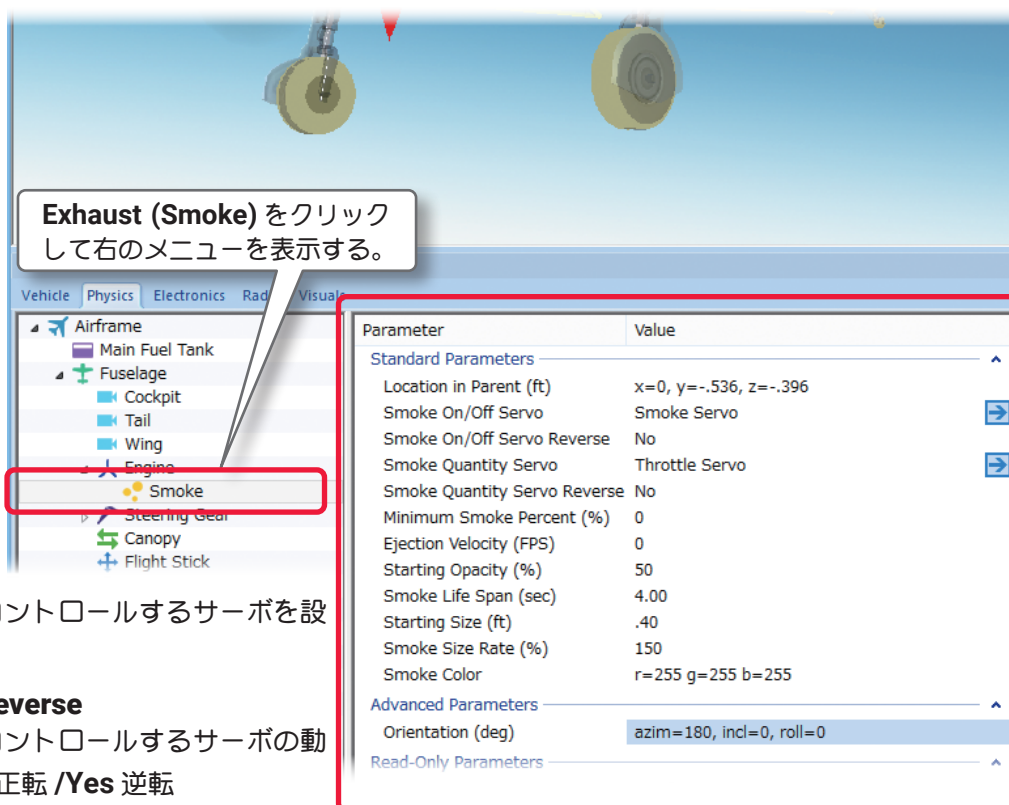 Exhaust (Smoke) をクリック
して右のメニューを表示する。
Vehicle Physics Electronics Visuals
Airframe
Main Fuel Tank
Fuselage
Cockpit
Tail
Wing
Engine
Smoke
Steering Gear
Canopy
Flight Stick
Parameter Value
Standard Parameters
Location in Parent (ft) x=0, y=-.536, z=-.396
Smoke On/Off Servo Smoke Servo
Smoke On/Off Servo Reverse No
Smoke Quantity Servo Throttle Servo
Smoke Quantity Servo Reverse No
Minimum Smoke Percent (%) 0
Ejection Velocity (FPS) 0
Starting Opacity (%) 50
Smoke Life Span (sec) 4.00
Starting Size (ft) .40
Smoke Size Rate (%) 150
Smoke Color r=255 g=255 b=255
Advanced Parameters
Orientation (deg) azim=180, incl=0, roll=0
Read-Only Parameters
コントロールするサーボを設
everse
コントロールするサーボの動
正転 /Yes 逆転